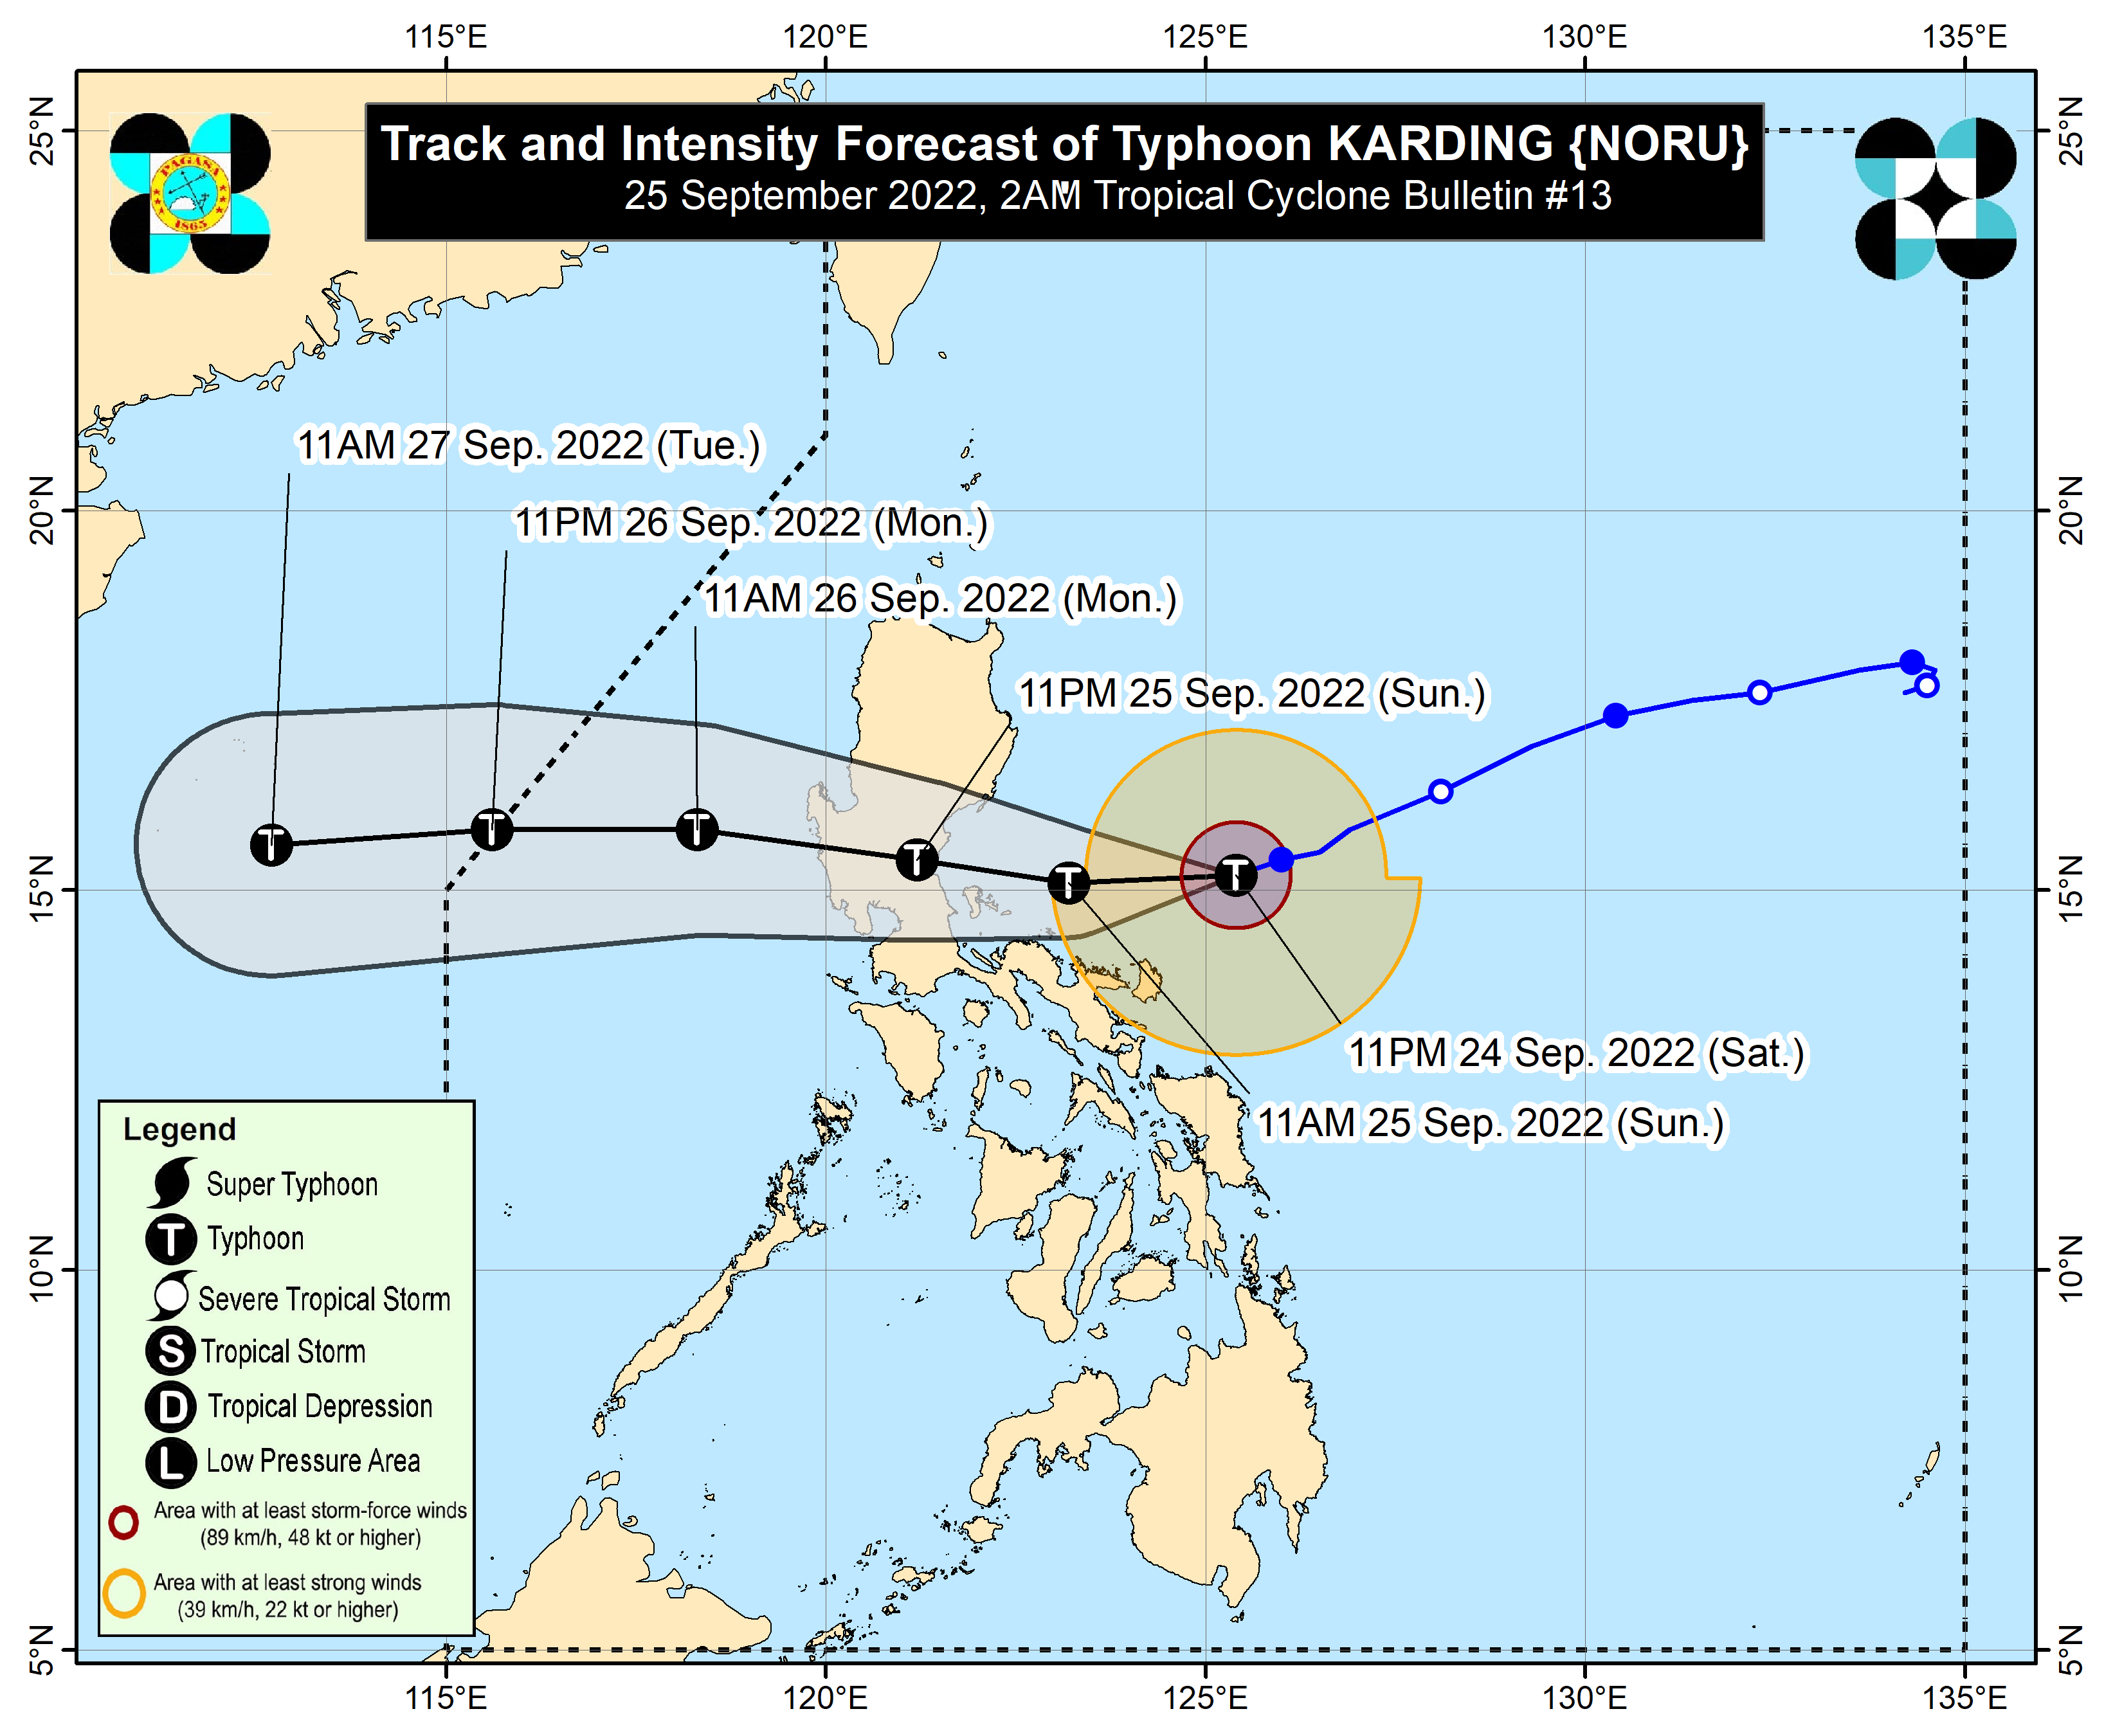 115°E 120°E 125°E 130°E 135°E
25°N 25°N
Track and Intensity Forecast of Typhoon KARDING {NORU}
25 September 2022, 2AM Tropical Cyclone Bulletin #13
PAGASA
1865
11AM 27 Sep. 2022 (Tue.)
20°N 20°N
11PM 26 Sep. 2022 (Mon.)
11AM 26 Sep. 2022 (Mon.)
11PM 25 Sep. 2022 (Sun.)
T T T T T T
15°N 15°N
11PM 24 Sep. 2022 (Sat.)
11AM 25 Sep. 2022 (Sun.)
Legend
Super Typhoon
T Typhoon
Severe Tropical Storm
S Tropical Storm
D Tropical Depression
L Low Pressure Area
Area with at least storm-force winds
(89 km/h, 48 kt or higher)
Area with at least strong winds
(39 km/h, 22 kt or higher)
10°N 10°N
5°N 5°N
115°E 120°E 125°E 130°E 135°E